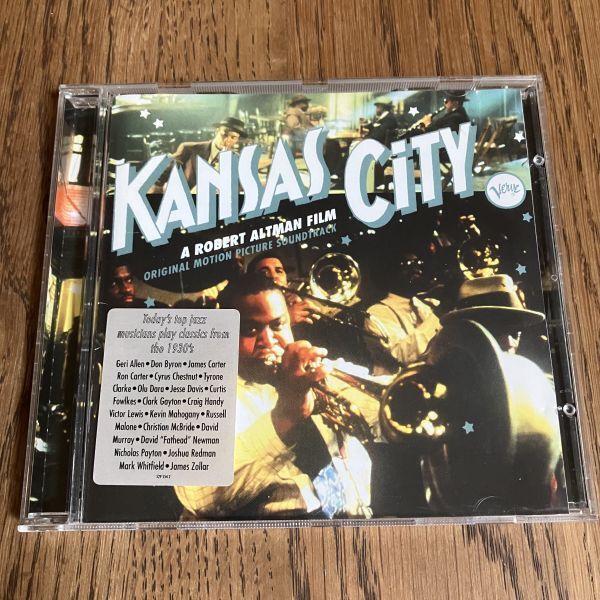 KANSAS CiTY
Verve
A ROBERT ALTMAN FILM
ORIGINAL MOTION PICTURE SOUNDTRACK
Today's top jazz
musicians play classics from
the 1930's
Geri Allen • Don Byron • James Carter
Ron Carter • Cyrus Chestnut • Tyrone
Clarke • Olu Dara • Jesse Davis • Curtis
Fowlkes • Clark Gayton • Craig Handy
Victor Lewis • Kevin Mahogany • Russell
Malone • Christian McBride • David
Murray • David "Fathead" Newman
Nicholas Payton • Joshua Redman
Mark Whitfield • James Zollar